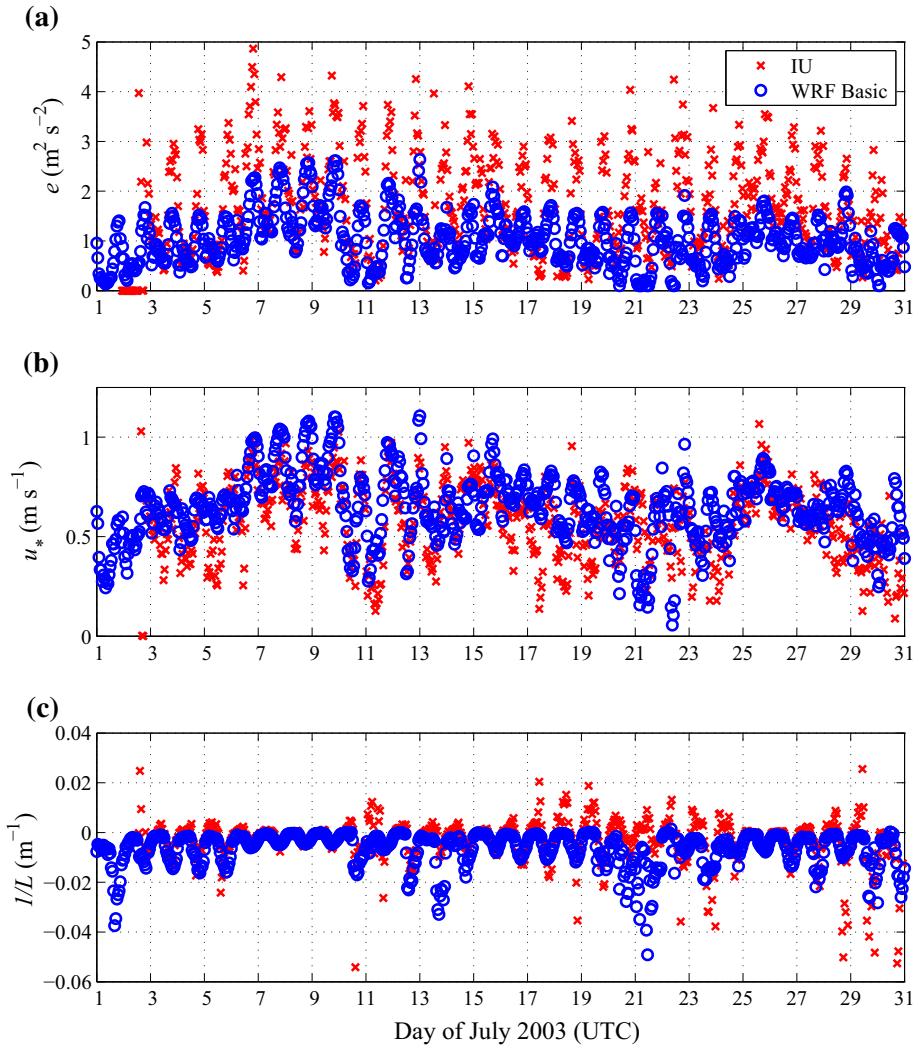 (a)
5
4
3
2
1
0
e (m² s⁻²)
IU
WRF Basic
1 3 5 7 9 11 13 15 17 19 21 23 25 27 29 31
(b)
1
0.5
0
u* (m s⁻¹)
1 3 5 7 9 11 13 15 17 19 21 23 25 27 29 31
(c)
0.04
0.02
0
−0.02
−0.04
−0.06
1/L (m⁻¹)
1 3 5 7 9 11 13 15 17 19 21 23 25 27 29 31
Day of July 2003 (UTC)